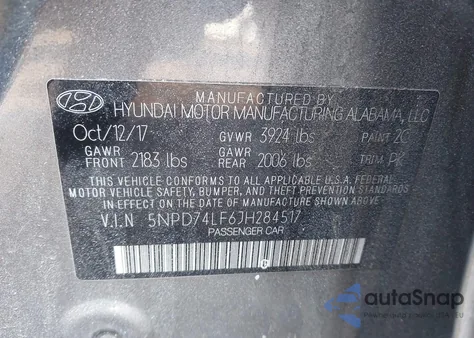 MANUFACTURED BY
HYUNDAI MOTOR MANUFACTURING ALABAMA, LLC
Oct/12/17 GVWR 3924 lbs PAINT 2C
GAWR GAWR
FRONT 2183 lbs REAR 2006 lbs TRIM PK
THIS VEHICLE CONFORMS TO ALL APPLICABLE U.S.A. FEDERAL
MOTOR VEHICLE SAFETY, BUMPER, AND THEFT PREVENTION
STANDARDS IN EFFECT ON THE DATE OF MANUFACTURE
SHOWN ABOVE.
V.I.N 5NPD74LF6JH284517
PASSENGER CAR
autoSnap